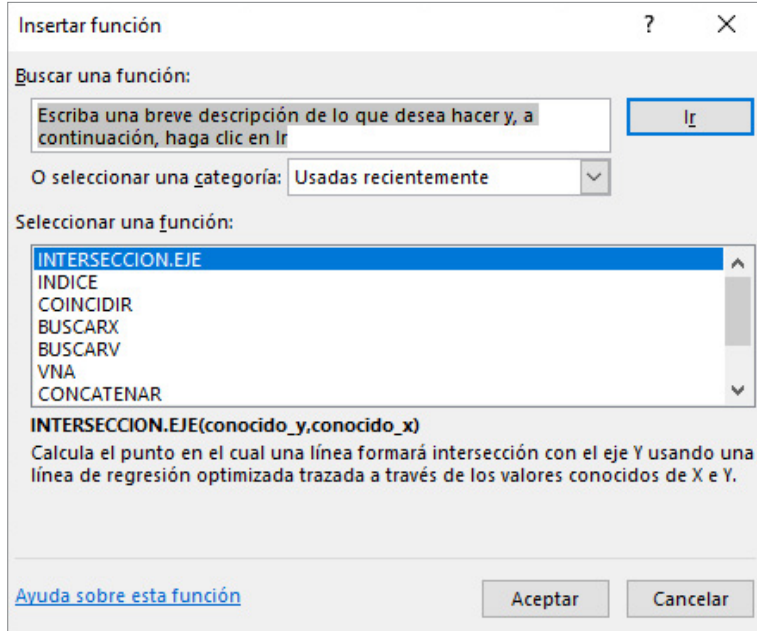 Insertar función ? X
Buscar una función:
Escriba una breve descripción de lo que desea hacer y, a
continuación, haga clic en Ir
Ir
O seleccionar una categoría: Usadas recientemente
Seleccionar una función:
INTERSECCION.EJE
INDICE
COINCIDIR
BUSCARX
BUSCARV
VNA
CONCATENAR
INTERSECCION.EJE(conocido_y,conocido_x)
Calcula el punto en el cual una línea formará intersección con el eje Y usando una
línea de regresión optimizada trazada a través de los valores conocidos de X e Y.
Ayuda sobre esta función
Aceptar Cancelar